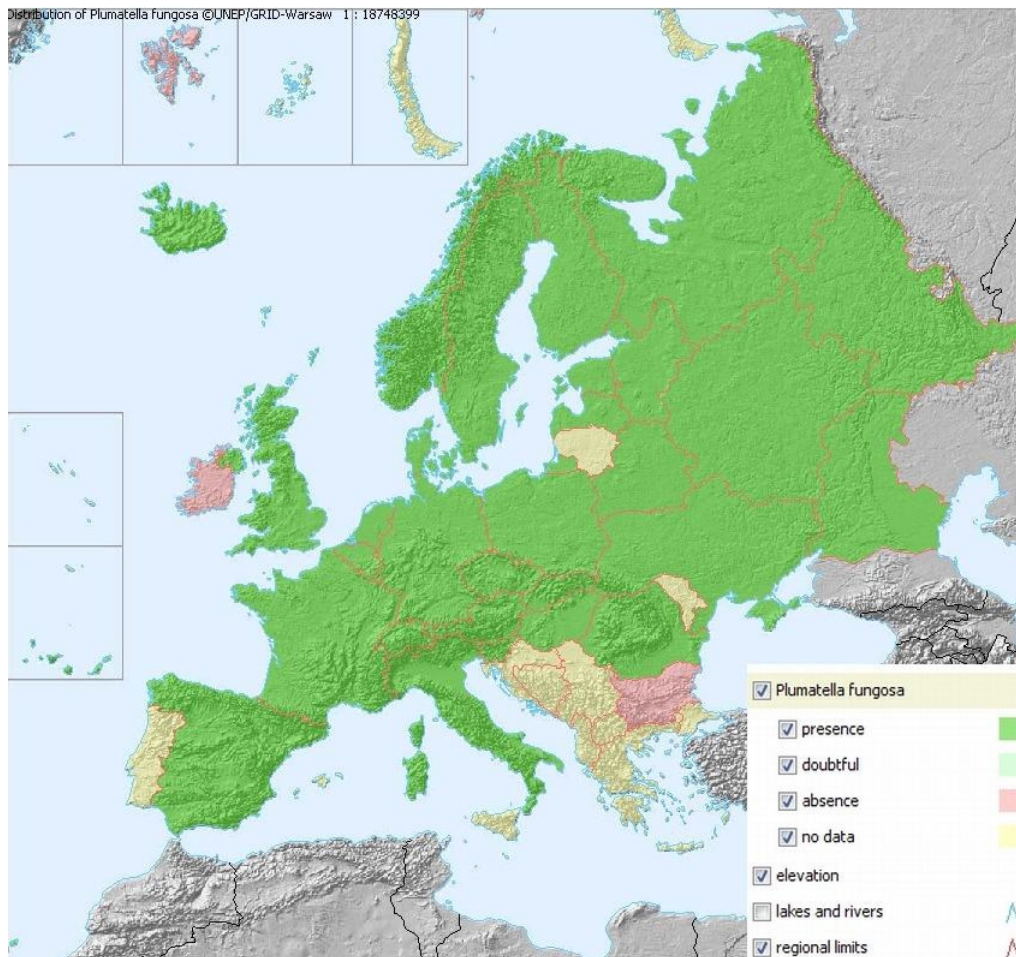 Distribution of Plumatella fungosa ©UNEP/GRID-Warsaw 1 : 18748399
Plumatella fungosa
presence
doubtful
absence
no data
elevation
lakes and rivers
regional limits